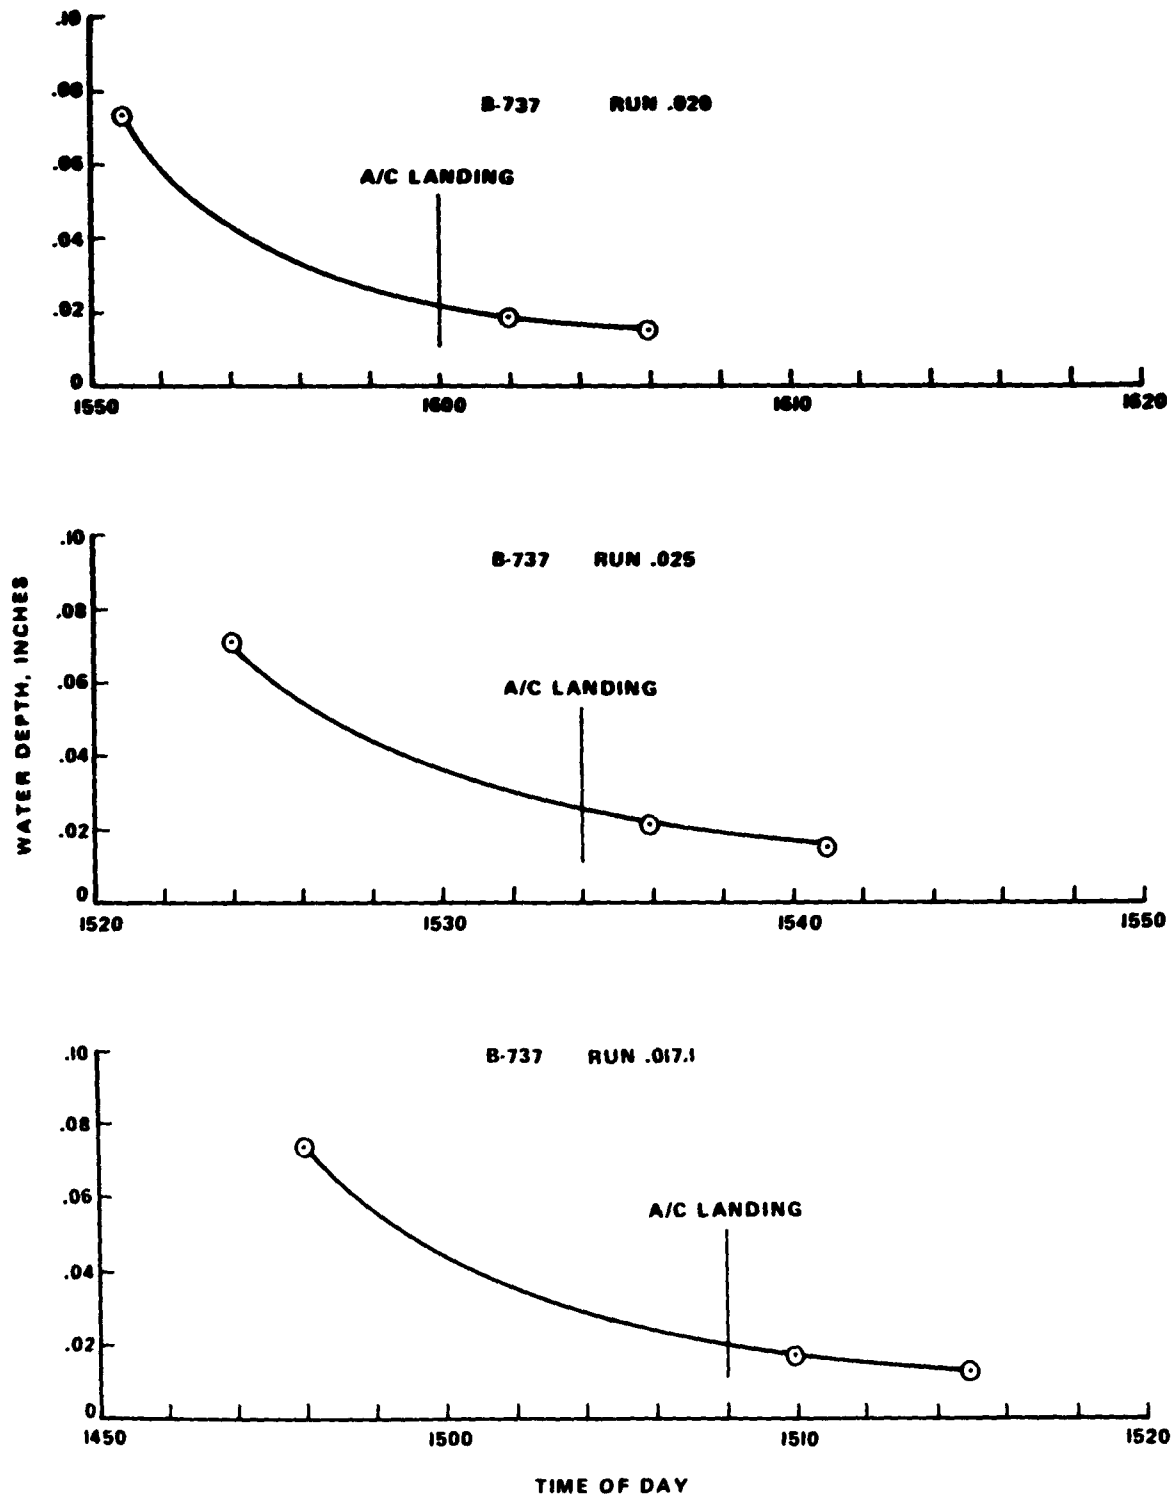 .10
.08
B-737 RUN .020
.06
A/C LANDING
.04
.02
0
1550 1600 1610 1620
.10
B-737 RUN .025
.08
.06
A/C LANDING
.04
.02
0
1520 1530 1540 1550
WATER DEPTH, INCHES
.10
B-737 RUN .017.1
.08
.06
A/C LANDING
.04
.02
0
1450 1500 1510 1520
TIME OF DAY